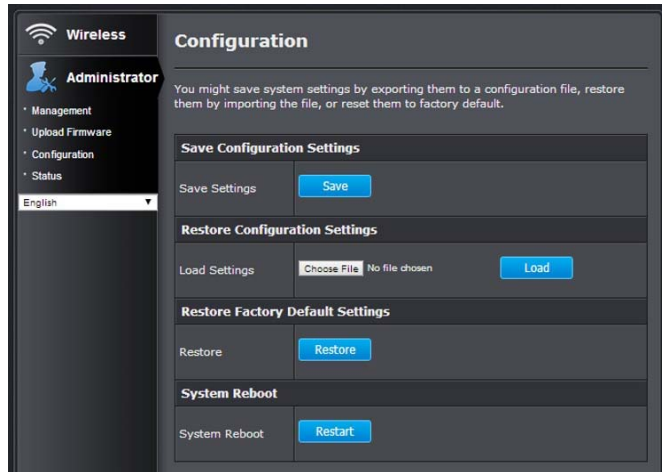 Wireless
Administrator
Management
Upload Firmware
Configuration
Status
English
Configuration
You might save system settings by exporting them to a configuration file, restore
them by importing the file, or reset them to factory default.
Save Configuration Settings
Save Settings
Save
Restore Configuration Settings
Load Settings
Choose File No file chosen
Load
Restore Factory Default Settings
Restore
Restore
System Reboot
System Reboot
Restart